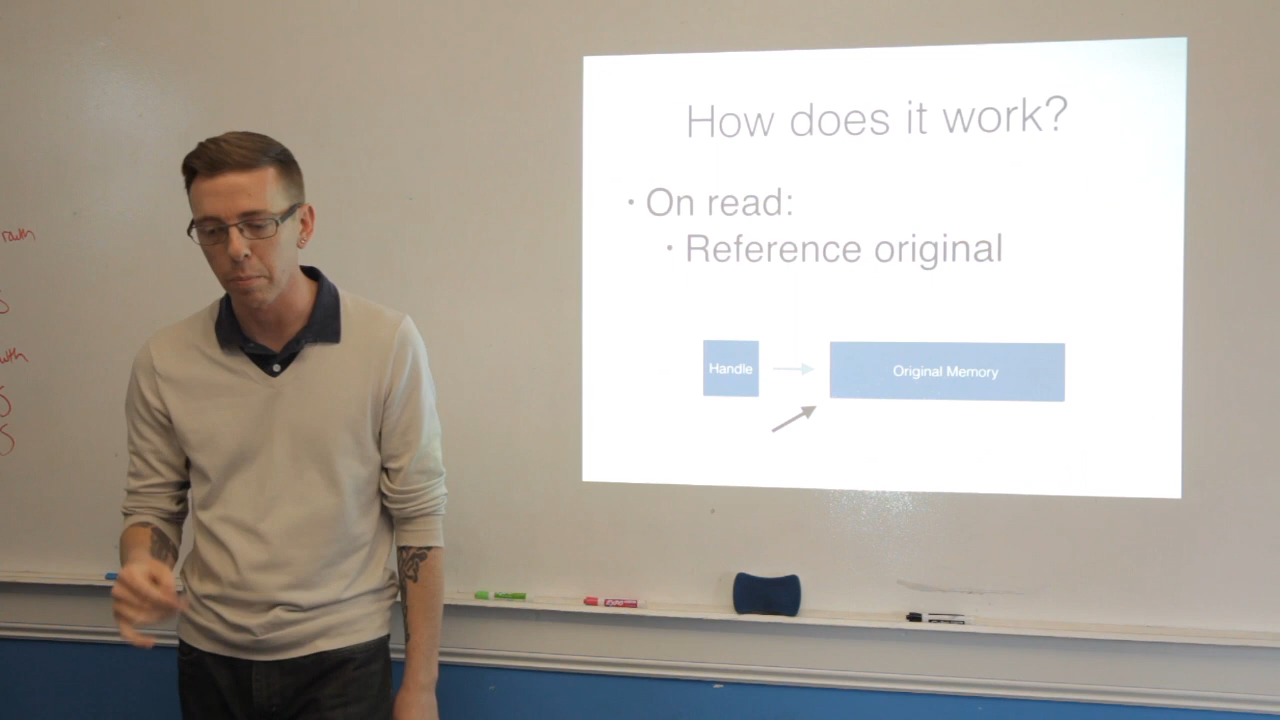 How does it work?
• On read:
• Reference original
Handle
Original Memory